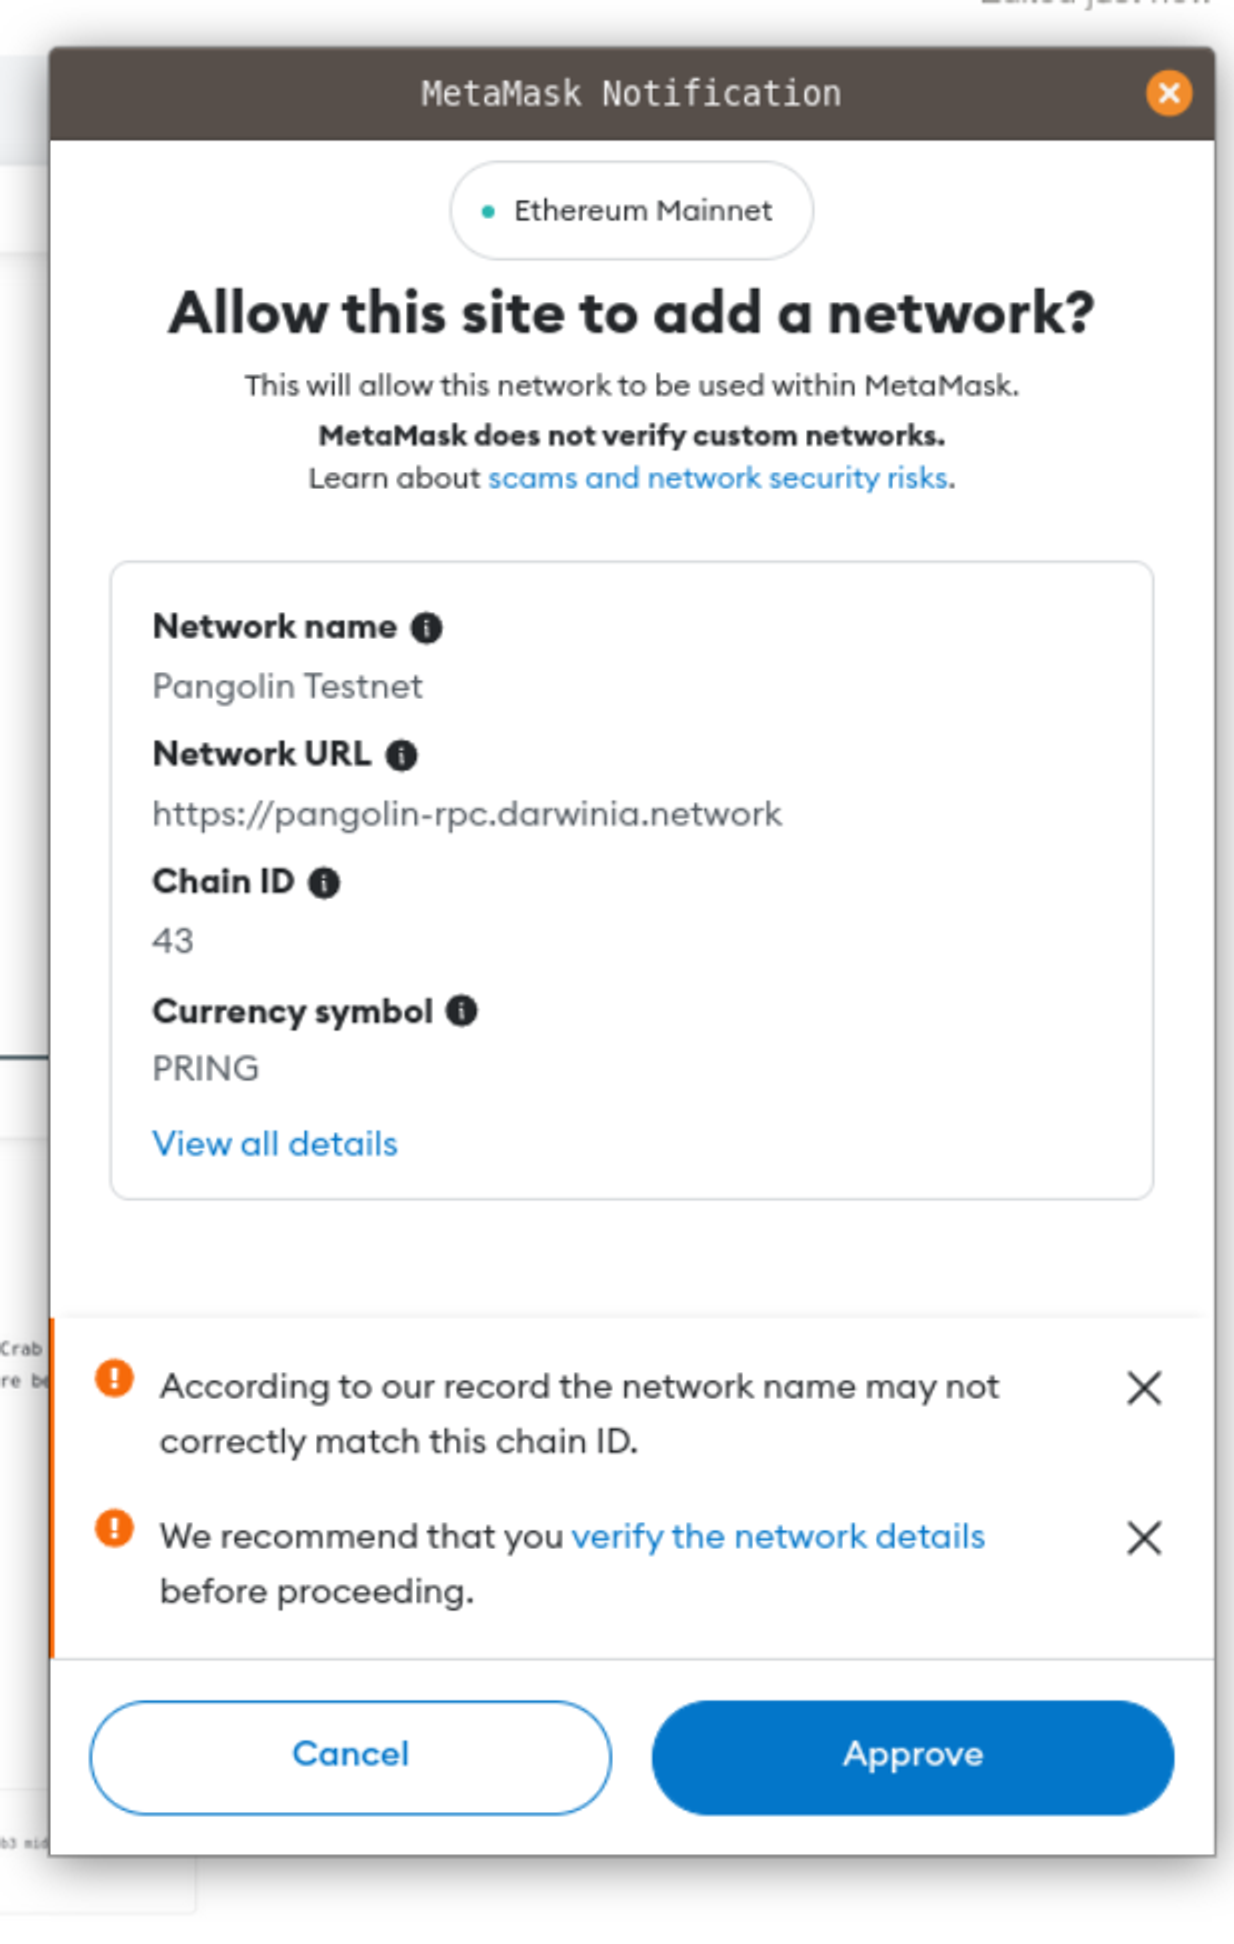 MetaMask Notification
Ethereum Mainnet
Allow this site to add a network?
This will allow this network to be used within MetaMask.
MetaMask does not verify custom networks.
Learn about scams and network security risks.
Network name
Pangolin Testnet
Network URL
https://pangolin-rpc.darwinia.network
Chain ID
43
Currency symbol
PRING
View all details
Crab
According to our record the network name may not
correctly match this chain ID.
We recommend that you verify the network details
before proceeding.
Cancel
Approve